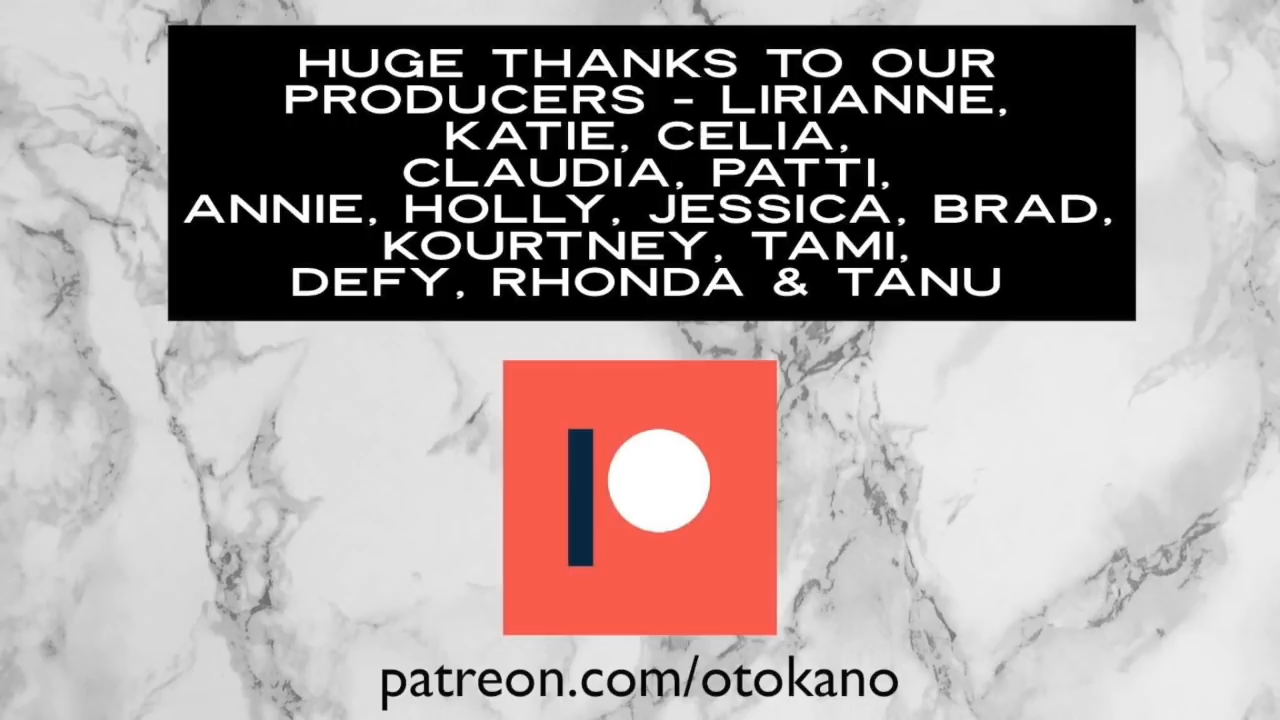 HUGE THANKS TO OUR
PRODUCERS - LIRIANNE,
KATIE, CELIA,
CLAUDIA, PATTI,
ANNIE, HOLLY, JESSICA, BRAD,
KOURTNEY, TAMI,
DEFY, RHONDA & TANU
patreon.com/otokano